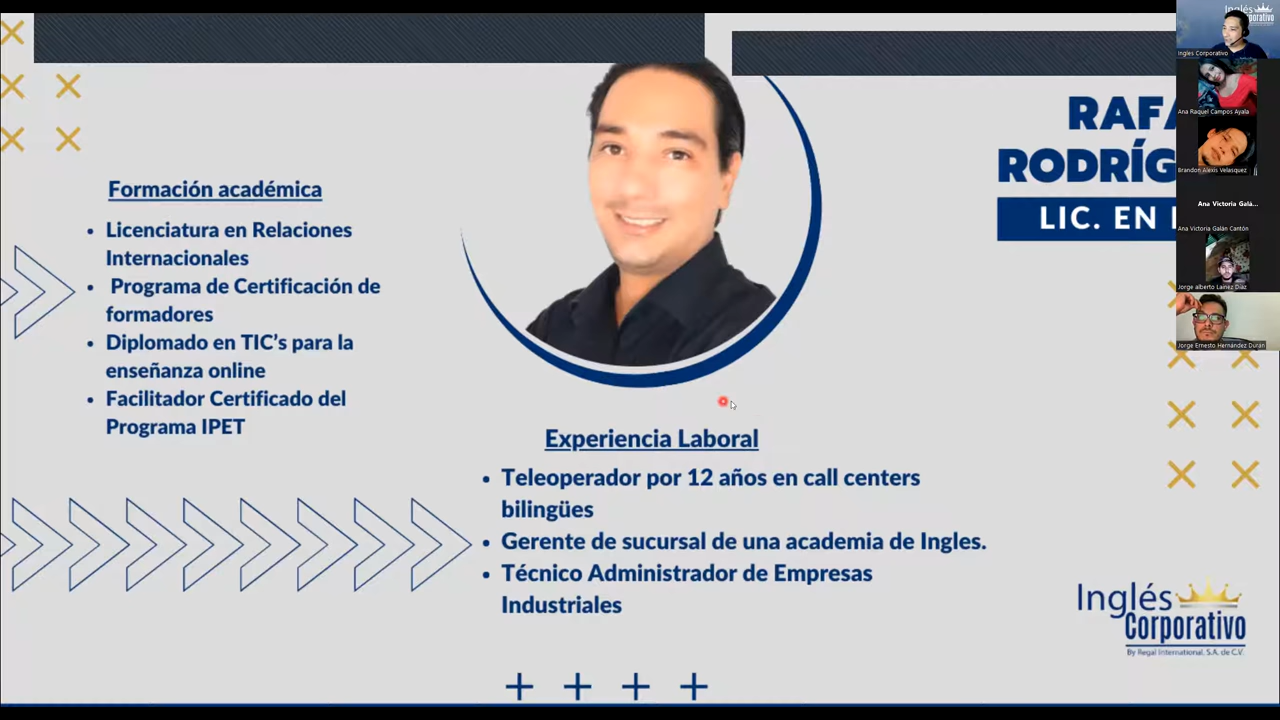 Formación académica
Licenciatura en Relaciones
Internacionales
Programa de Certificación de
formadores
Diplomado en TIC's para la
enseñanza online
Facilitador Certificado del
Programa IPET
Experiencia Laboral
Teleoperador por 12 años en call centers
bilingües
Gerente de sucursal de una academia de Ingles.
Técnico Administrador de Empresas
Industriales
RAFA
RODRÍG
LIC. EN
Inglés
Corporativo
By Regal International, S.A. de C.V.
Inglés
Ingles Corporativo
Ana Raquel Campos Ayala
Brandon Alexis Velasquez
Ana Victoria Galá...
Ana Victoria Galán Cantón
Jorge alberto Lainez Diaz
Jorge Ernesto Hernández Durán